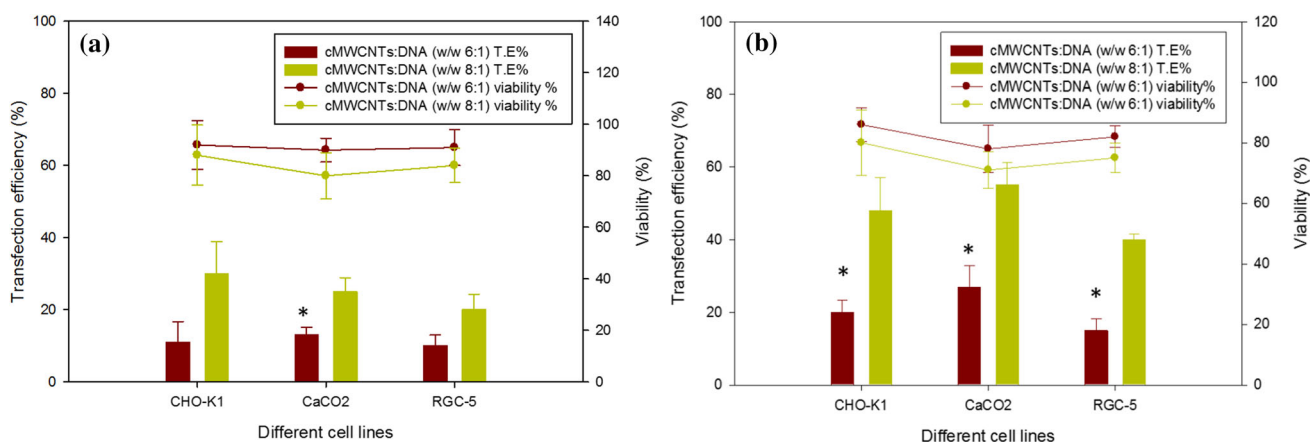 (a)
cMWCNTs:DNA (w/w 6:1) T.E%
cMWCNTs:DNA (w/w 8:1) T.E%
cMWCNTs:DNA (w/w 6:1) viability %
cMWCNTs:DNA (w/w 8:1) viability %
Transfection efficiency (%)
100
80
60
40
20
0
Viability (%)
140
120
100
80
60
40
20
0
*
CHO-K1 CaCO2 RGC-5
Different cell lines
(b)
cMWCNTs:DNA (w/w 6:1) T.E%
cMWCNTs:DNA (w/w 8:1) T.E%
cMWCNTs:DNA (w/w 6:1) viability%
cMWCNTs:DNA (w/w 6:1) viability%
Transfection efficiency (%)
100
80
60
40
20
0
Viability (%)
120
100
80
60
40
20
0
* * *
CHO-K1 CaCO2 RGC-5
Different cell lines